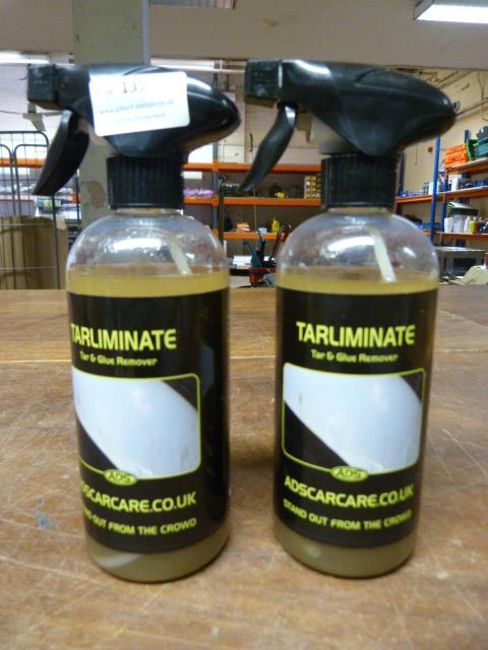 135
TARLIMINATE
Tar & Glue Remover
ADS
ADSCARCARE.CO.UK
STAND OUT FROM THE CROWD
TARLIMINATE
Tar & Glue Remover
ADS
ADSCARCARE.CO.UK
STAND OUT FROM THE CROWD